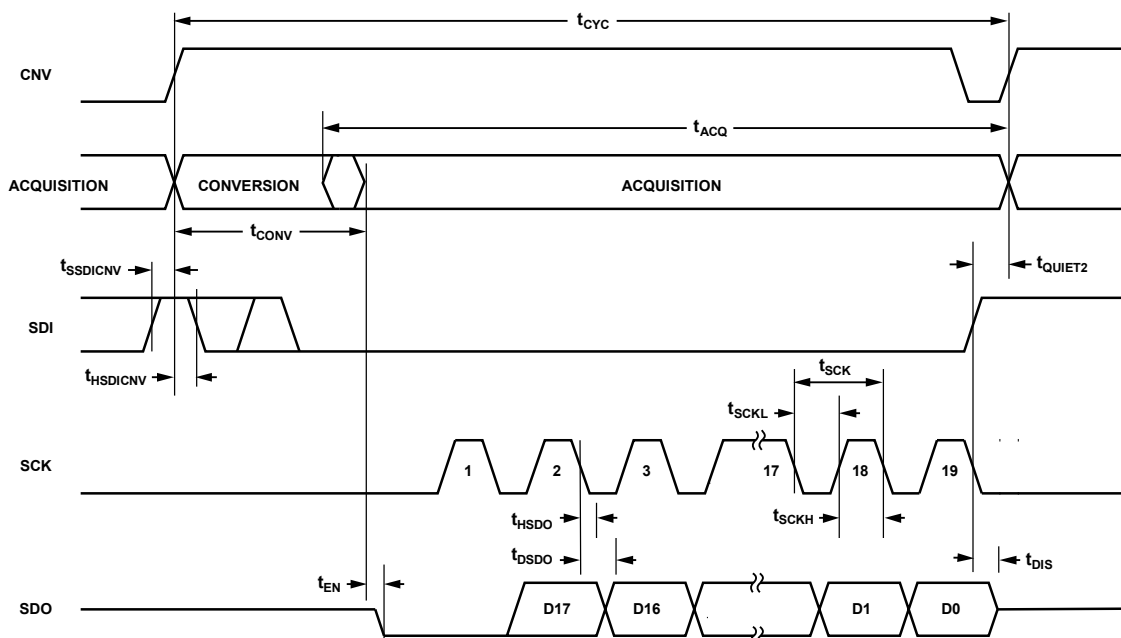 tCYC
CNV
tACQ
ACQUISITION
CONVERSION
ACQUISITION
tCONV
tSSDICNV
tQUIET2
SDI
tHSDICNV
tSCK
tSCKL
SCK
1
2
3
17
18
19
tHSDO
tSCKH
tDSDO
tDIS
tEN
SDO
D17
D16
D1
D0